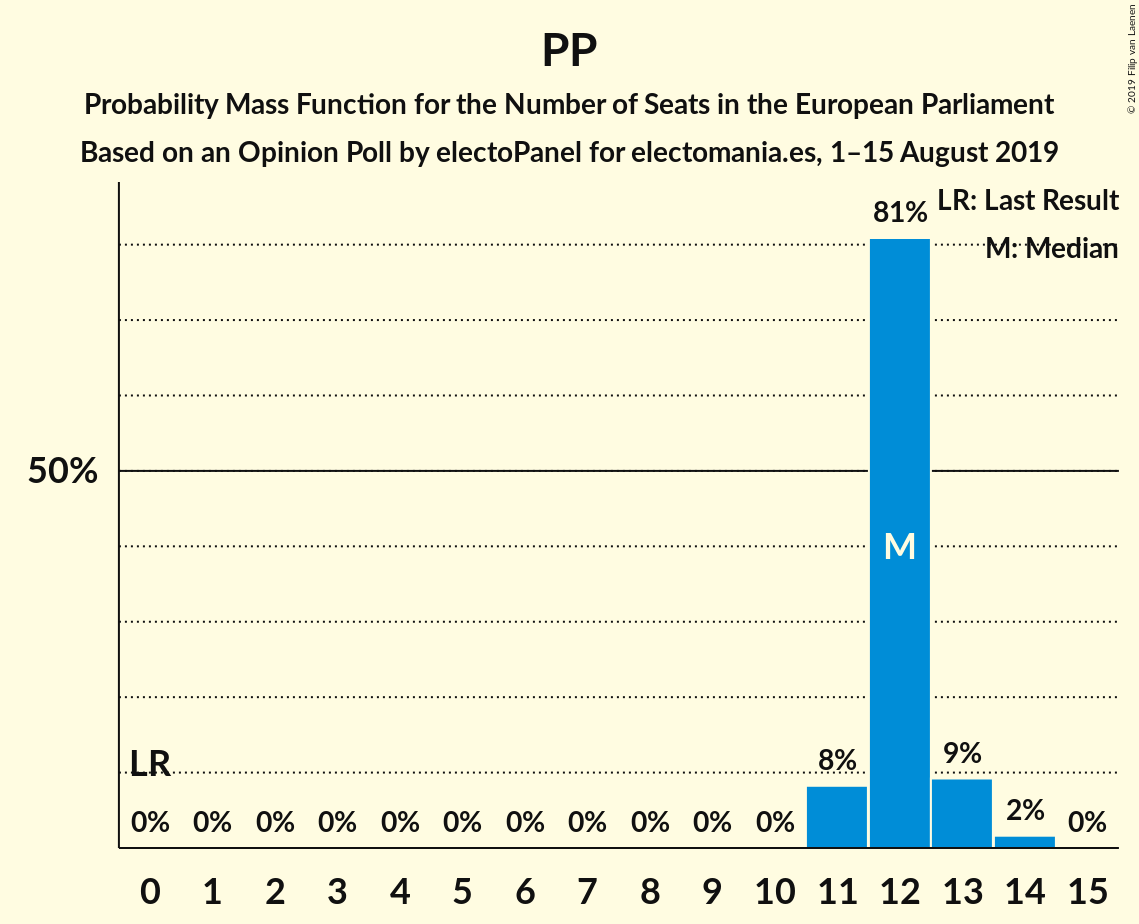 © 2019 Filip van Laenen
PP
Probability Mass Function for the Number of Seats in the European Parliament
Based on an Opinion Poll by electoPanel for electomania.es, 1–15 August 2019
81%
LR: Last Result
M: Median
50%
M
LR
8%
9%
0% 0% 0% 0% 0% 0% 0% 0% 0% 0% 0% 2% 0%
0 1 2 3 4 5 6 7 8 9 10 11 12 13 14 15